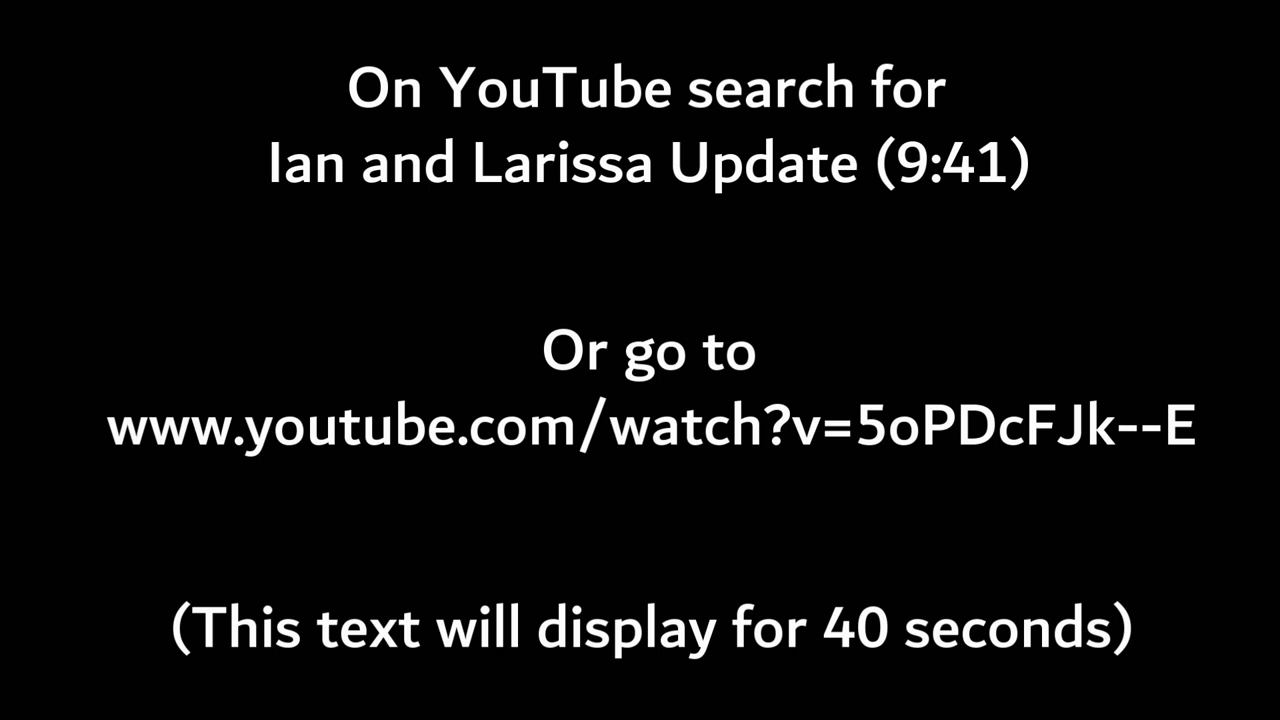 On YouTube search for
Ian and Larissa Update (9:41)
Or go to
www.youtube.com/watch?v=5oPDcFJk--E
(This text will display for 40 seconds)